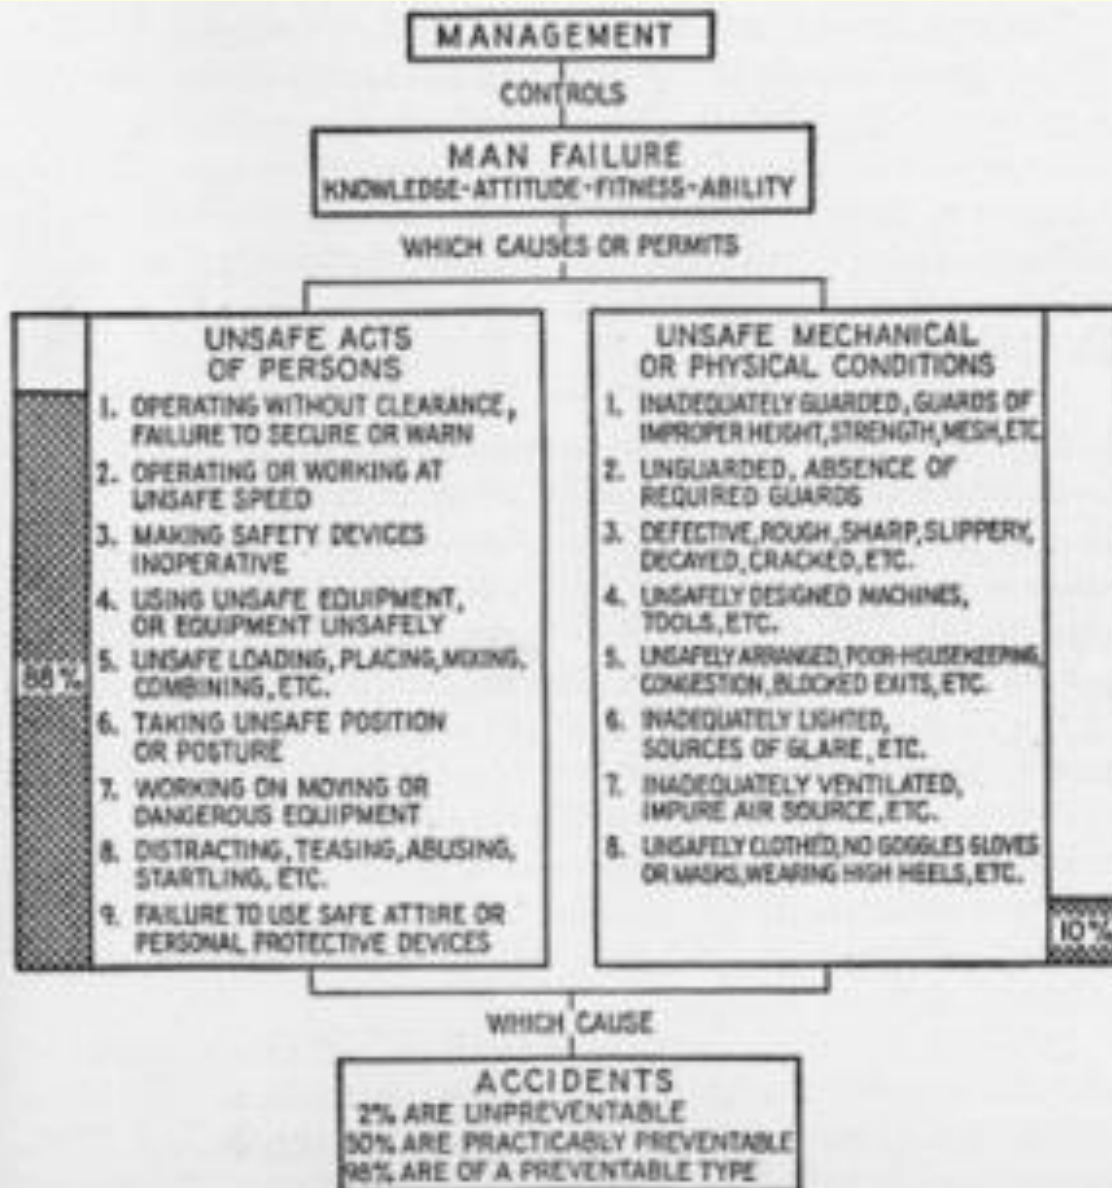 MANAGEMENT
CONTROLS
MAN FAILURE
KNOWLEDGE-ATTITUDE-FITNESS-ABILITY
WHICH CAUSES OR PERMITS
UNSAFE ACTS
OF PERSONS
1. OPERATING WITHOUT CLEARANCE,
FAILURE TO SECURE OR WARN
2. OPERATING OR WORKING AT
UNSAFE SPEED
3. MAKING SAFETY DEVICES
INOPERATIVE
4. USING UNSAFE EQUIPMENT,
OR EQUIPMENT UNSAFELY
5. UNSAFE LOADING, PLACING, MIXING,
COMBINING, ETC.
6. TAKING UNSAFE POSITION
OR POSTURE
7. WORKING ON MOVING OR
DANGEROUS EQUIPMENT
8. DISTRACTING, TEASING, ABUSING,
STARTLING, ETC.
9. FAILURE TO USE SAFE ATTIRE OR
PERSONAL PROTECTIVE DEVICES
88%
UNSAFE MECHANICAL
OR PHYSICAL CONDITIONS
1. INADEQUATELY GUARDED, GUARDS OF
IMPROPER HEIGHT, STRENGTH, MESH, ETC.
2. UNGUARDED, ABSENCE OF
REQUIRED GUARDS
3. DEFECTIVE, ROUGH, SHARP, SLIPPERY,
DECAYED, CRACKED, ETC.
4. UNSAFELY DESIGNED MACHINES,
TOOLS, ETC.
5. UNSAFELY ARRANGED, POOR-HOUSEKEEPING,
CONGESTION, BLOCKED EXITS, ETC.
6. INADEQUATELY LIGHTED,
SOURCES OF GLARE, ETC.
7. INADEQUATELY VENTILATED,
IMPURE AIR SOURCE, ETC.
8. UNSAFELY CLOTHED, NO GOGGLES GLOVES
OR MASKS, WEARING HIGH HEELS, ETC.
10%
WHICH CAUSE
ACCIDENTS
2% ARE UNPREVENTABLE
50% ARE PRACTICABLY PREVENTABLE
98% ARE OF A PREVENTABLE TYPE